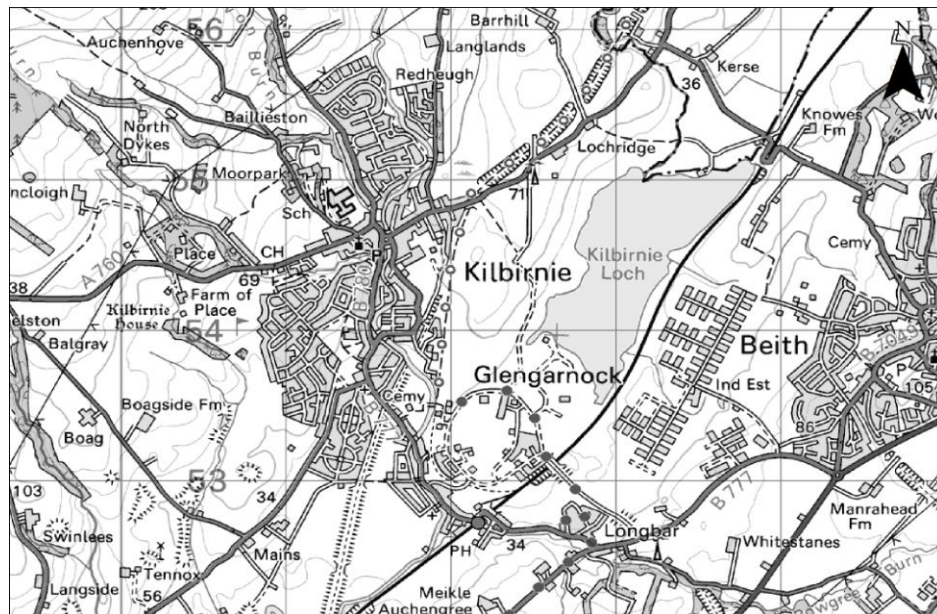 56
Auchenhove
Burn
Barrhill
Langlands
Redheugh
Kerse
36
N
Knowes
Fm
Baillieston
North
Dykes
Lochridge
Moorpark
55
71
Sch
Cemy
Place
CH
P
A 760
69
Kilbirnie
Kilbirnie
Loch
38
Farm of
Place
Kilbirnie
House
54
Balgray
Beith
B 7049
P
105
Glengarnock
Ind Est
Cemy
Boagside Fm
Boag
86
53
103
34
B 777
Manrahead
Fm
Swinlees
Mains
PH
34
Longbar
Whitestanes
Tennox
56
Langside
Meikle
Auchengree
Burn